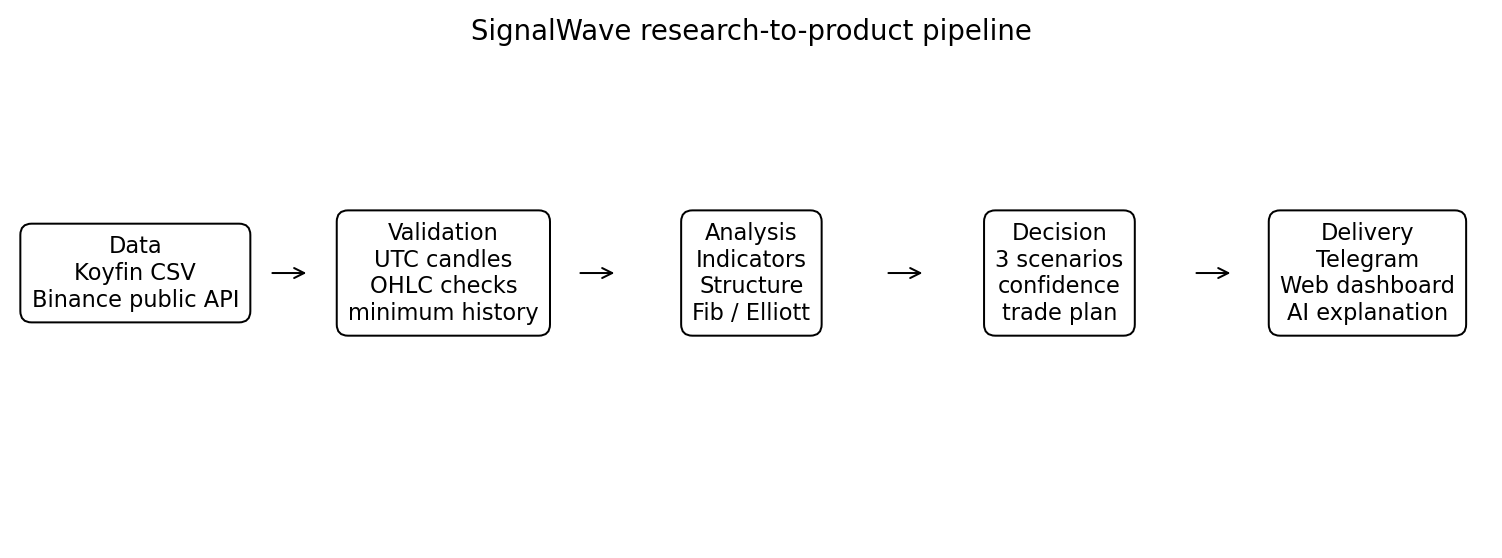 SignalWave research-to-product pipeline
Data
Koyfin CSV
Binance public API
Validation
UTC candles
OHLC checks
minimum history
Analysis
Indicators
Structure
Fib / Elliott
Decision
3 scenarios
confidence
trade plan
Delivery
Telegram
Web dashboard
AI explanation